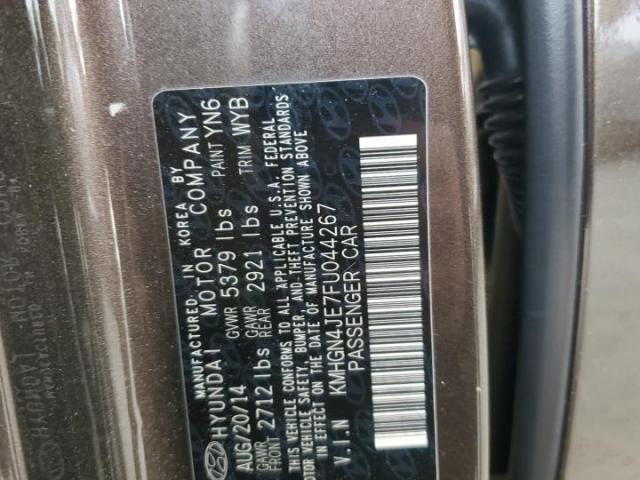 MANUFACTURED IN KOREA BY
HYUNDAI MOTOR COMPANY
AUG/20/14 GVWR 5379 lbs PAINT YN6
GAWR FRONT 2712 lbs GAWR REAR 2921 lbs TRIM WYB
THIS VEHICLE CONFORMS TO ALL APPLICABLE U.S.A. FEDERAL
MOTOR VEHICLE SAFETY, BUMPER, AND THEFT PREVENTION STANDARDS
IN EFFECT ON THE DATE OF MANUFACTURE SHOWN ABOVE
V.I.N KMHGN4JE7FU044267
PASSENGER CAR